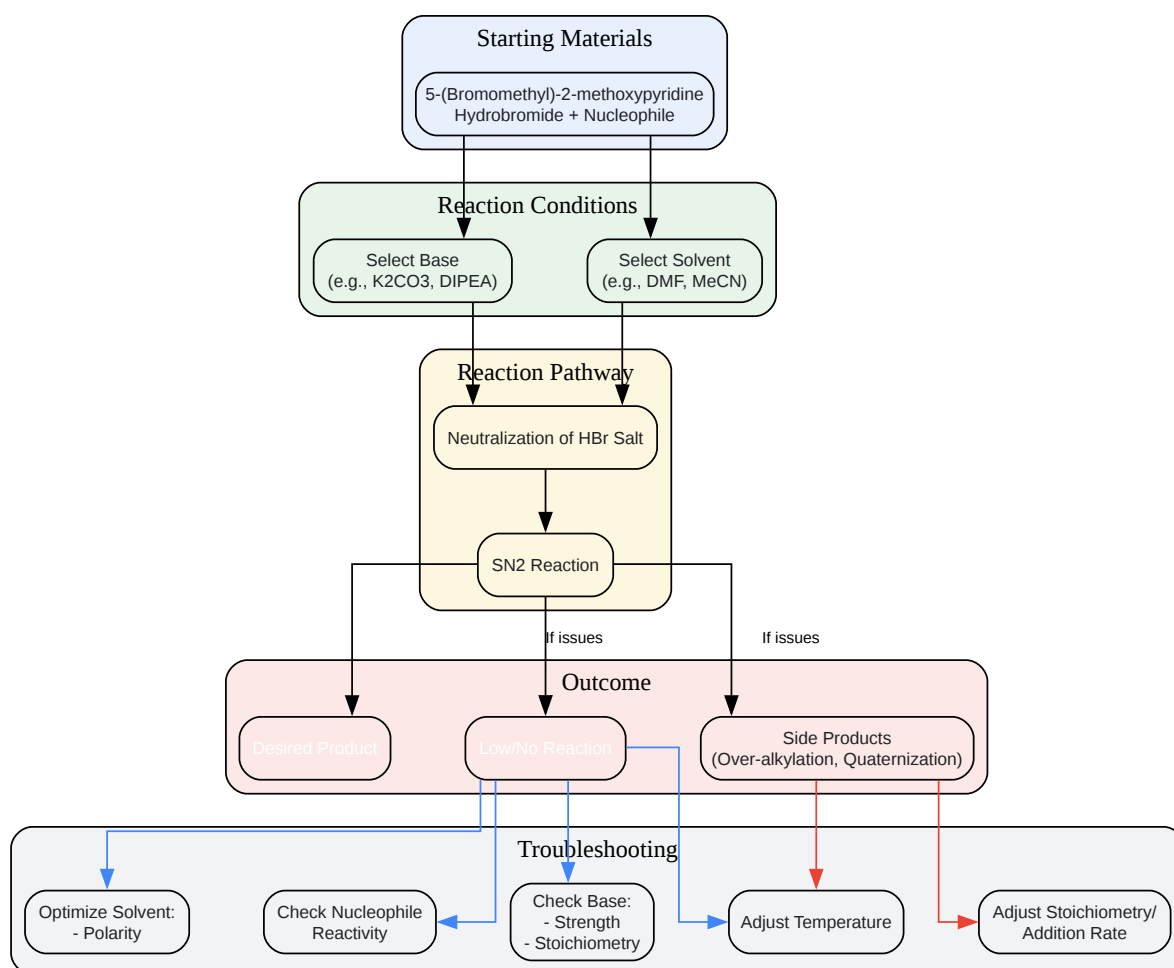 Starting Materials
5-(Bromomethyl)-2-methoxypyridine
Hydrobromide + Nucleophile
Reaction Conditions
Select Base
(e.g., K2CO3, DIPEA)
Select Solvent
(e.g., DMF, MeCN)
Reaction Pathway
Neutralization of HBr Salt
SN2 Reaction
If issues
If issues
Outcome
Desired Product
Low/No Reaction
Side Products
(Over-alkylation, Quaternization)
Troubleshooting
Optimize Solvent:
- Polarity
Check Nucleophile
Reactivity
Check Base:
- Strength
- Stoichiometry
Adjust Temperature
Adjust Stoichiometry/
Addition Rate